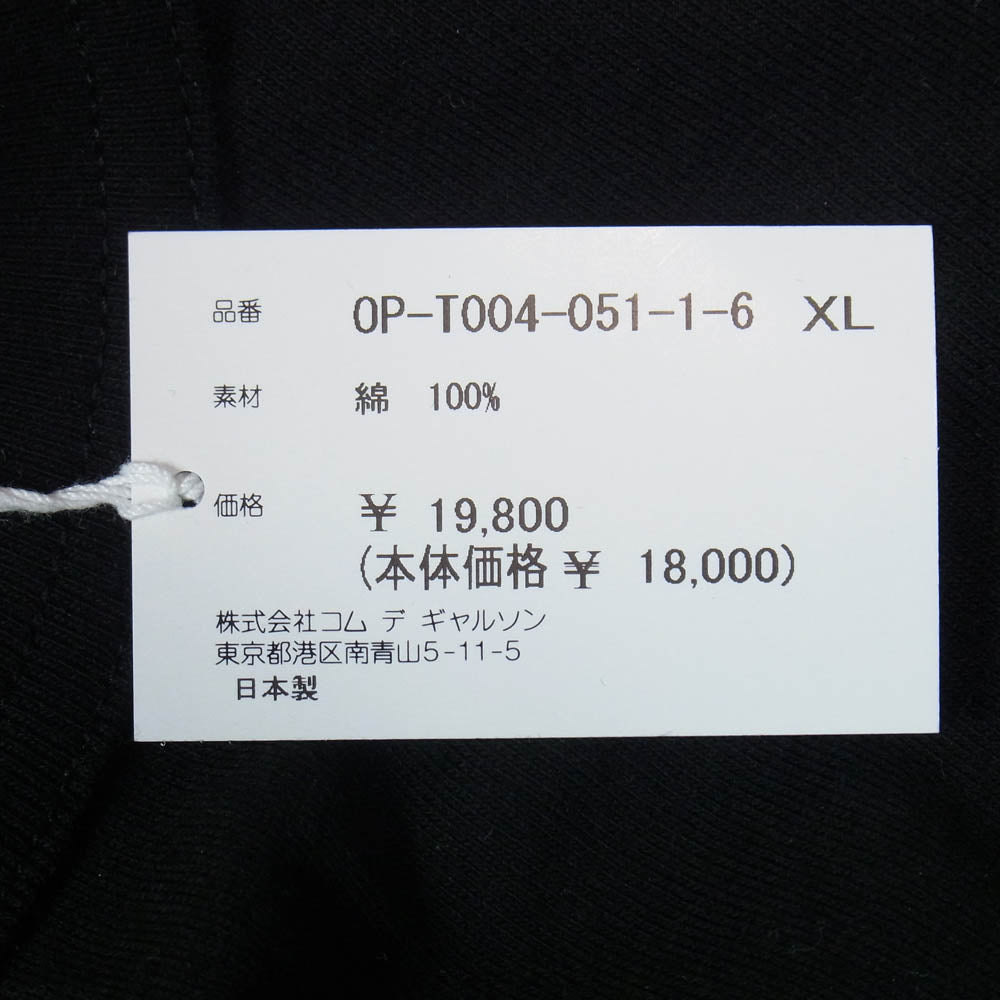 品番 OP-T004-051-1-6 XL
素材 綿 100%
価格 ¥ 19,800
(本体価格 ¥ 18,000)
株式会社コム デ ギャルソン
東京都港区南青山5-11-5
日本製